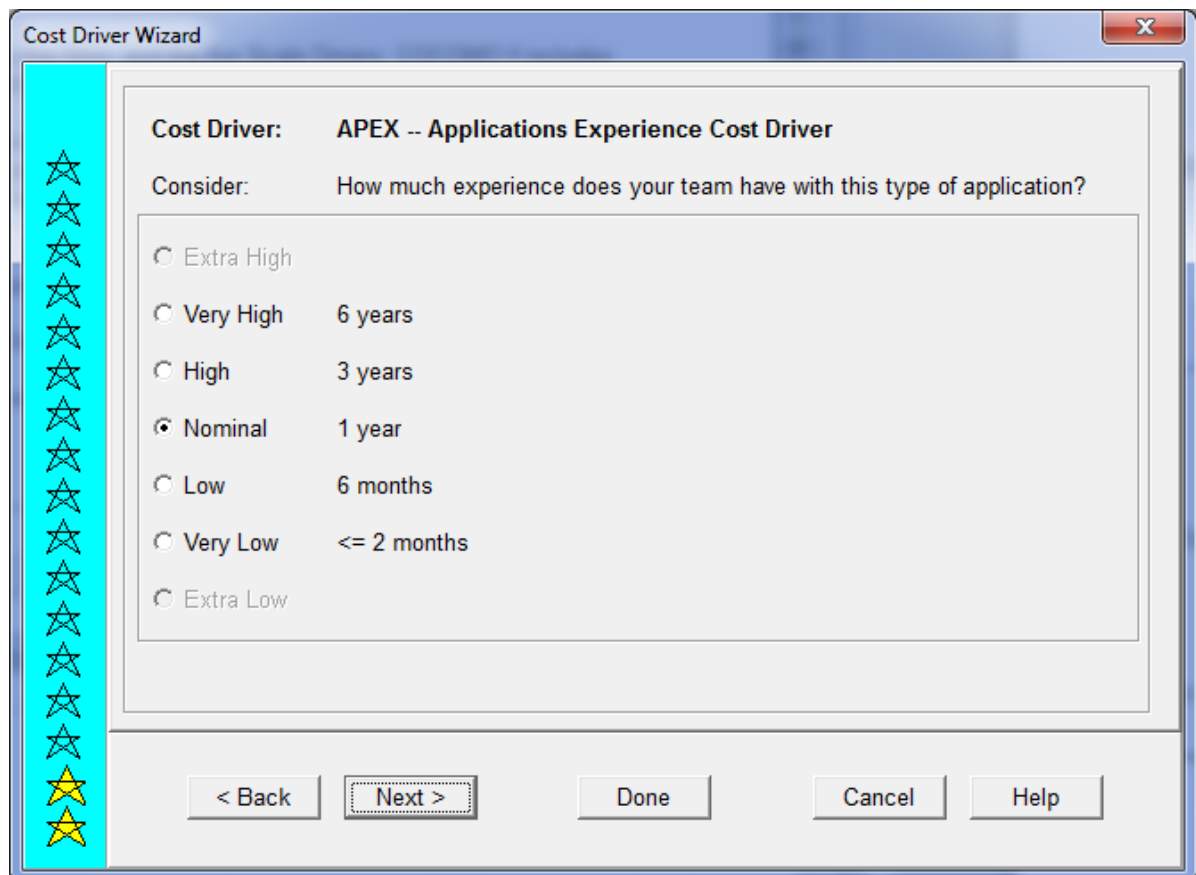 Cost Driver Wizard
x
Cost Driver: APEX -- Applications Experience Cost Driver
Consider: How much experience does your team have with this type of application?
Extra High
Very High 6 years
High 3 years
Nominal 1 year
Low 6 months
Very Low <= 2 months
Extra Low
< Back Next > Done Cancel Help